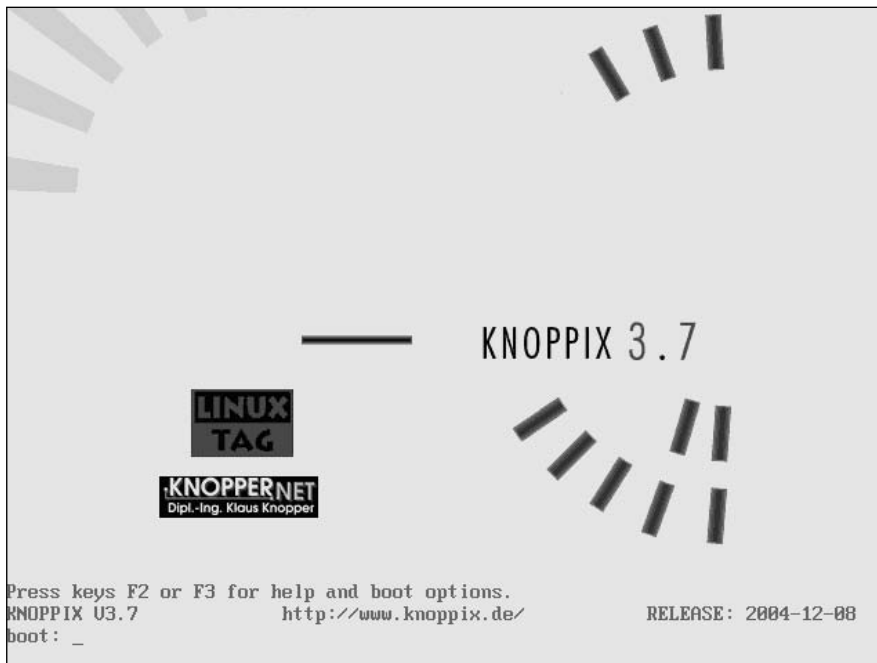 KNOPPIX 3.7
LINUX
TAG
KNOPPERNET
Dipl.-Ing. Klaus Knopper
Press keys F2 or F3 for help and boot options.
KNOPPIX V3.7 http://www.knoppix.de/ RELEASE: 2004-12-08
boot: _